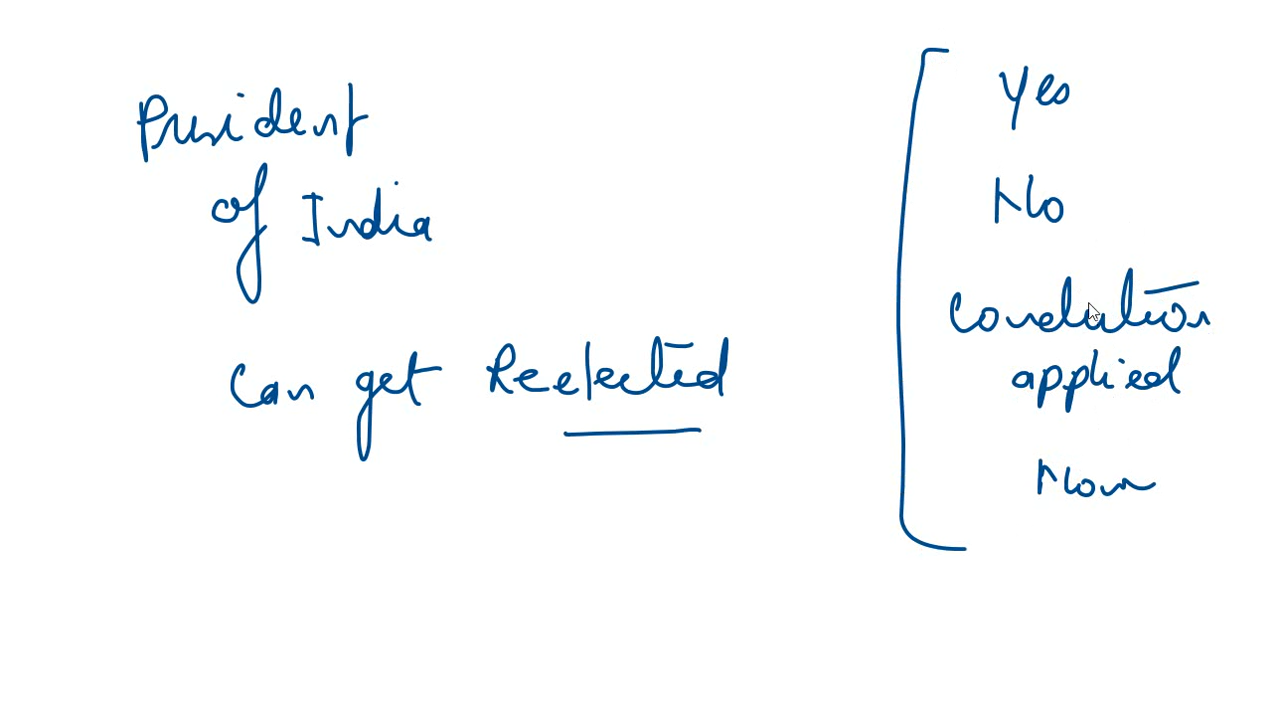 President
of India
can get Reelected
Yes
No
condition
applied
None